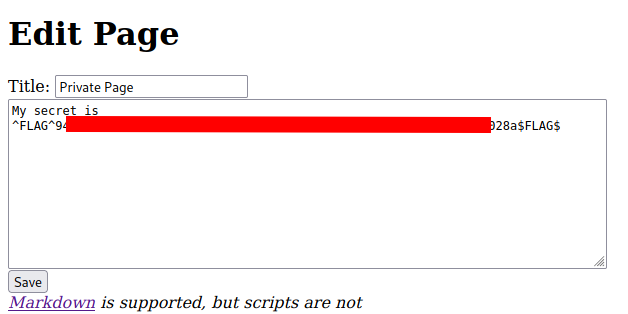 Edit Page
Title: Private Page
My secret is
^FLAG^94 028a$FLAG$
Save
Markdown is supported, but scripts are not